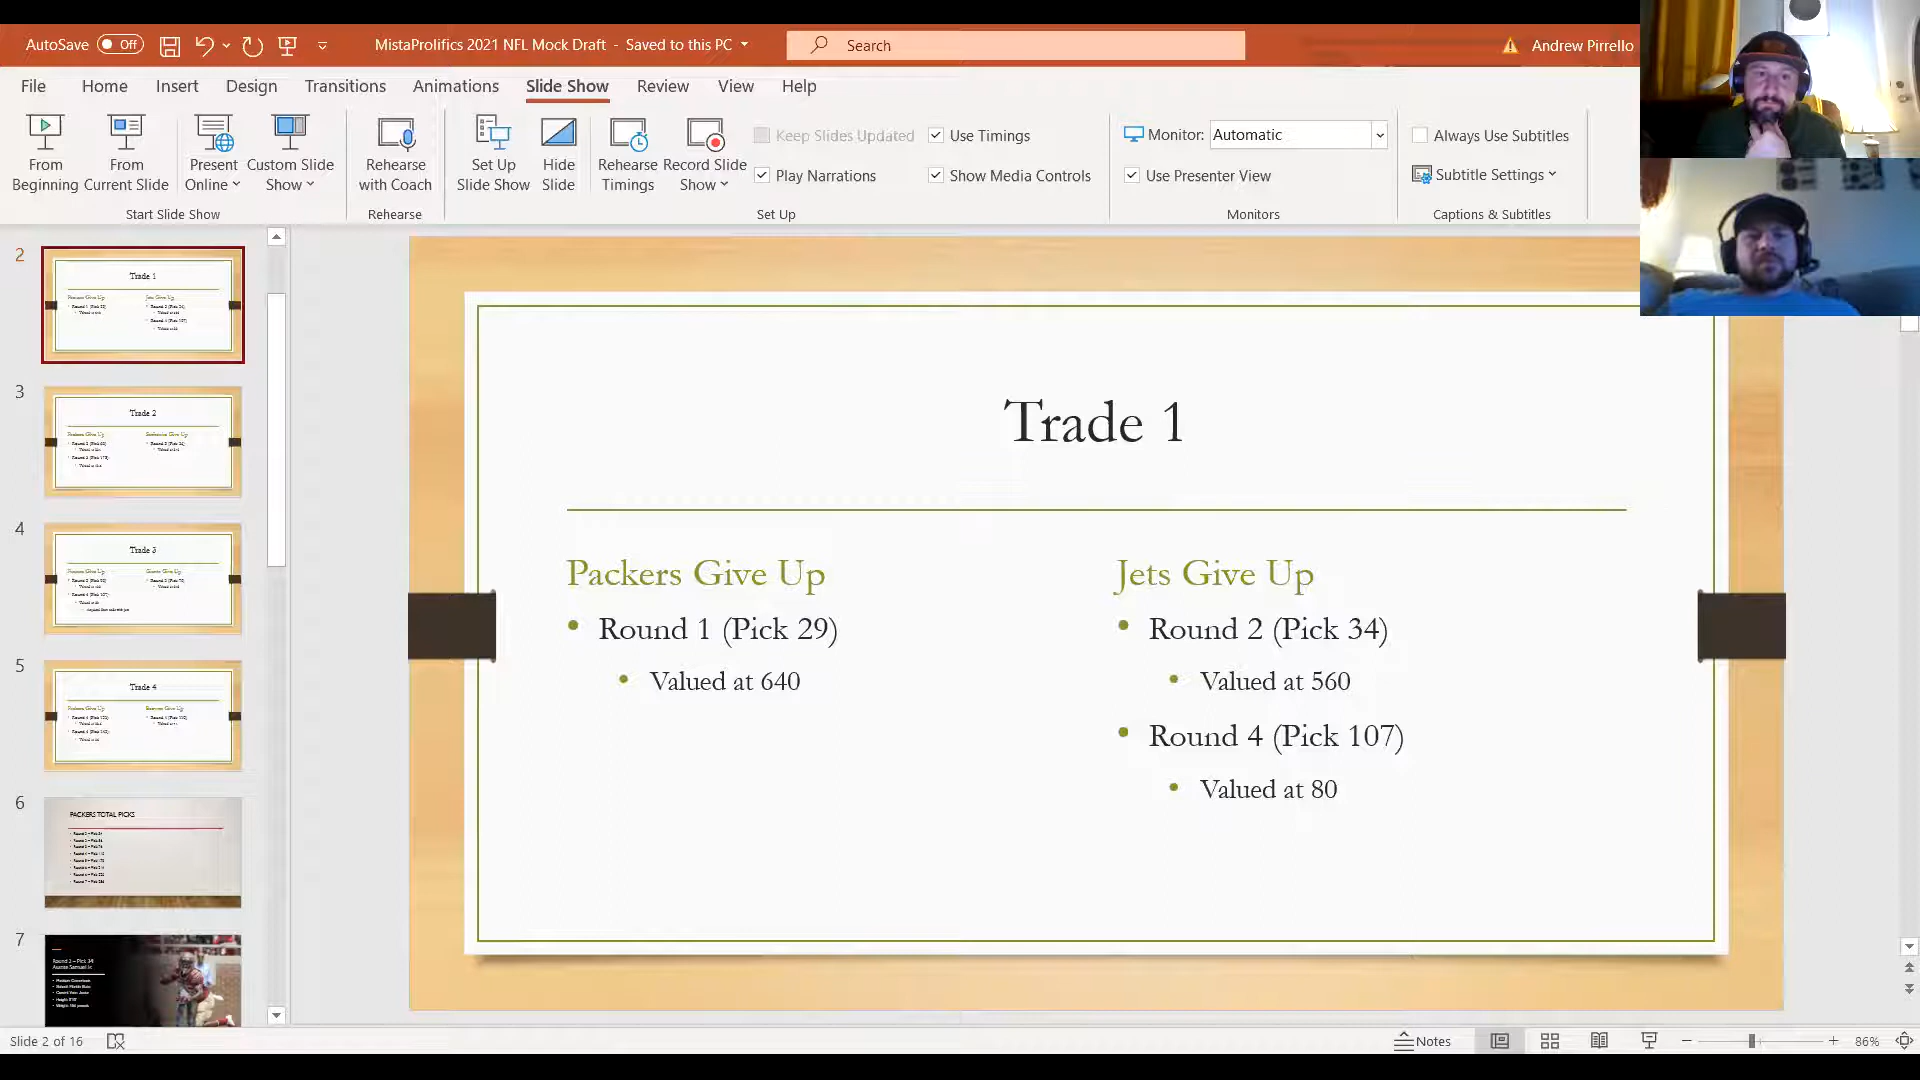 AutoSave Off MistaProlifics 2021 NFL Mock Draft - Saved to this PC Search Andrew Pirrello
File Home Insert Design Transitions Animations Slide Show Review View Help
From Beginning
From Current Slide
Present Online
Custom Slide Show
Start Slide Show
Rehearse with Coach
Rehearse
Set Up Slide Show
Hide Slide
Rehearse Timings
Record Slide Show
Keep Slides Updated
Play Narrations
Use Timings
Show Media Controls
Set Up
Monitor: Automatic
Use Presenter View
Monitors
Always Use Subtitles
Subtitle Settings
Captions & Subtitles
2
Trade 1
3
Trade 2
4
Trade 3
5
Trade 4
6
PACKERS TOTAL PICKS
7
Trade 1
Packers Give Up
• Round 1 (Pick 29)
• Valued at 640
Jets Give Up
• Round 2 (Pick 34)
• Valued at 560
• Round 4 (Pick 107)
• Valued at 80
Slide 2 of 16
Notes
86%